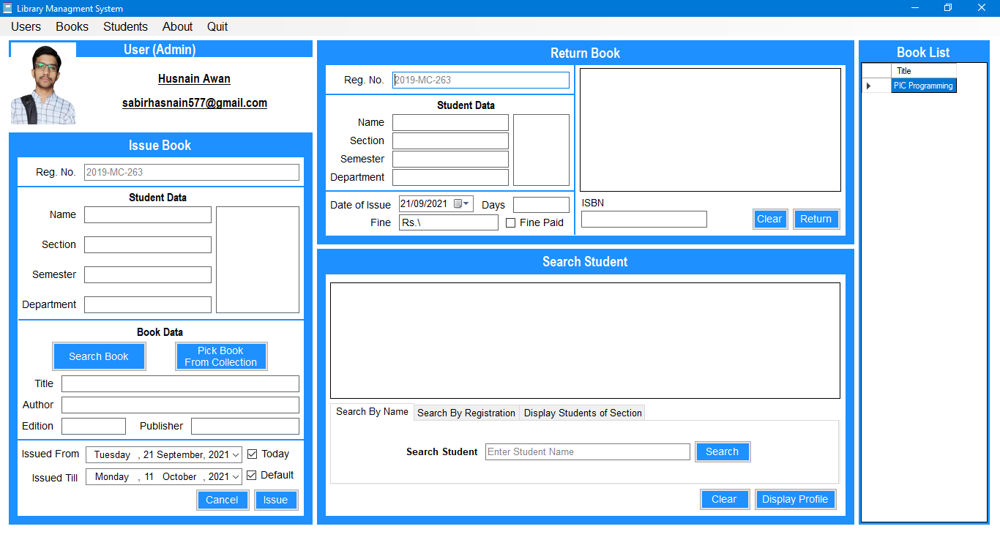 Library Managment System
Users Books Students About Quit
User (Admin)
Husnain Awan
sabirhasnain577@gmail.com
Issue Book
Reg. No. 2019-MC-263
Student Data
Name
Section
Semester
Department
Book Data
Search Book
Pick Book
From Collection
Title
Author
Edition Publisher
Issued From Tuesday , 21 September, 2021 Today
Issued Till Monday , 11 October , 2021 Default
Cancel Issue
Return Book
Reg. No. 2019-MC-263
Student Data
Name
Section
Semester
Department
Date of Issue 21/09/2021 Days
Fine Rs.\ Fine Paid
ISBN
Clear Return
Search Student
Search By Name Search By Registration Display Students of Section
Search Student Enter Student Name Search
Clear Display Profile
Book List
Title
PIC Programming